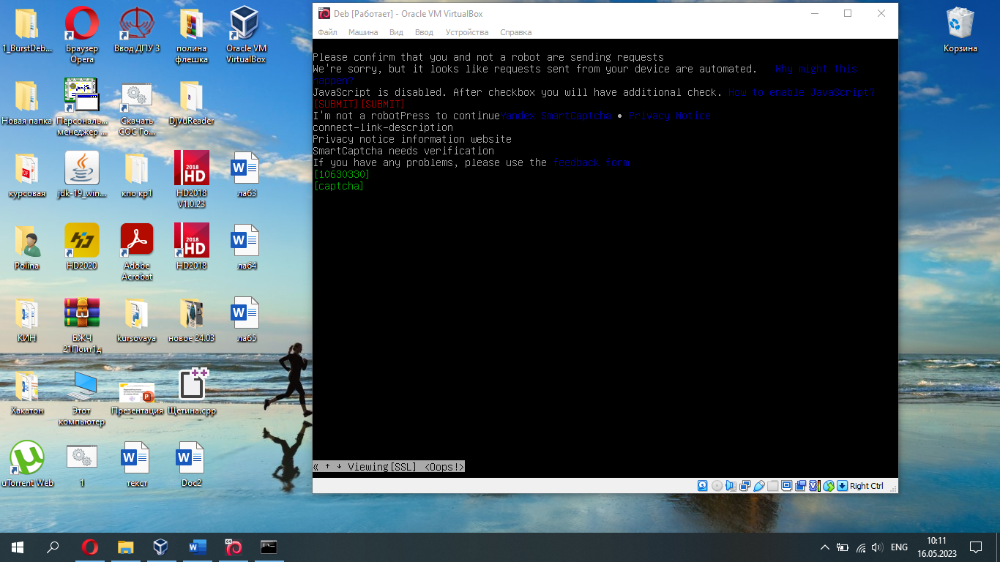 1_BurstDeb...
Браузер
Opera
Ввод ДПУ 3
полина
флешка
Oracle VM
VirtualBox
Новая папка
Персональ...
менеджер ...
Скачать
СОС Го...
DjVuReader
курсовая
jdk-19_win...
кпо кр1
HD2018
V1.0.23
лаб3
Polina
HD2020
Adobe
Acrobat
HD2018
лаб4
КИН
БЖЧ
21Поит1д
kursovaya
новое 24.03
лаб5
Хакатон
Этот
компьютер
Презентация
Щетина.cpp
uTorrent Web
1
текст
Doc2
Deb [Работает] - Oracle VM VirtualBox
Файл Машина Вид Ввод Устройства Справка
Please confirm that you and not a robot are sending requests
We're sorry, but it looks like requests sent from your device are automated. Why might this
happen?
JavaScript is disabled. After checkbox you will have additional check. How to enable JavaScript?
[SUBMIT][SUBMIT]
I'm not a robotPress to continueYandex SmartCaptcha • Privacy Notice
connect-link-description
Privacy notice information website
SmartCaptcha needs verification
If you have any problems, please use the feedback form
[10630330]
[captcha]
« ↑ ↓ Viewing[SSL] <Oops!>
Right Ctrl
Корзина
ENG
10:11
16.05.2023